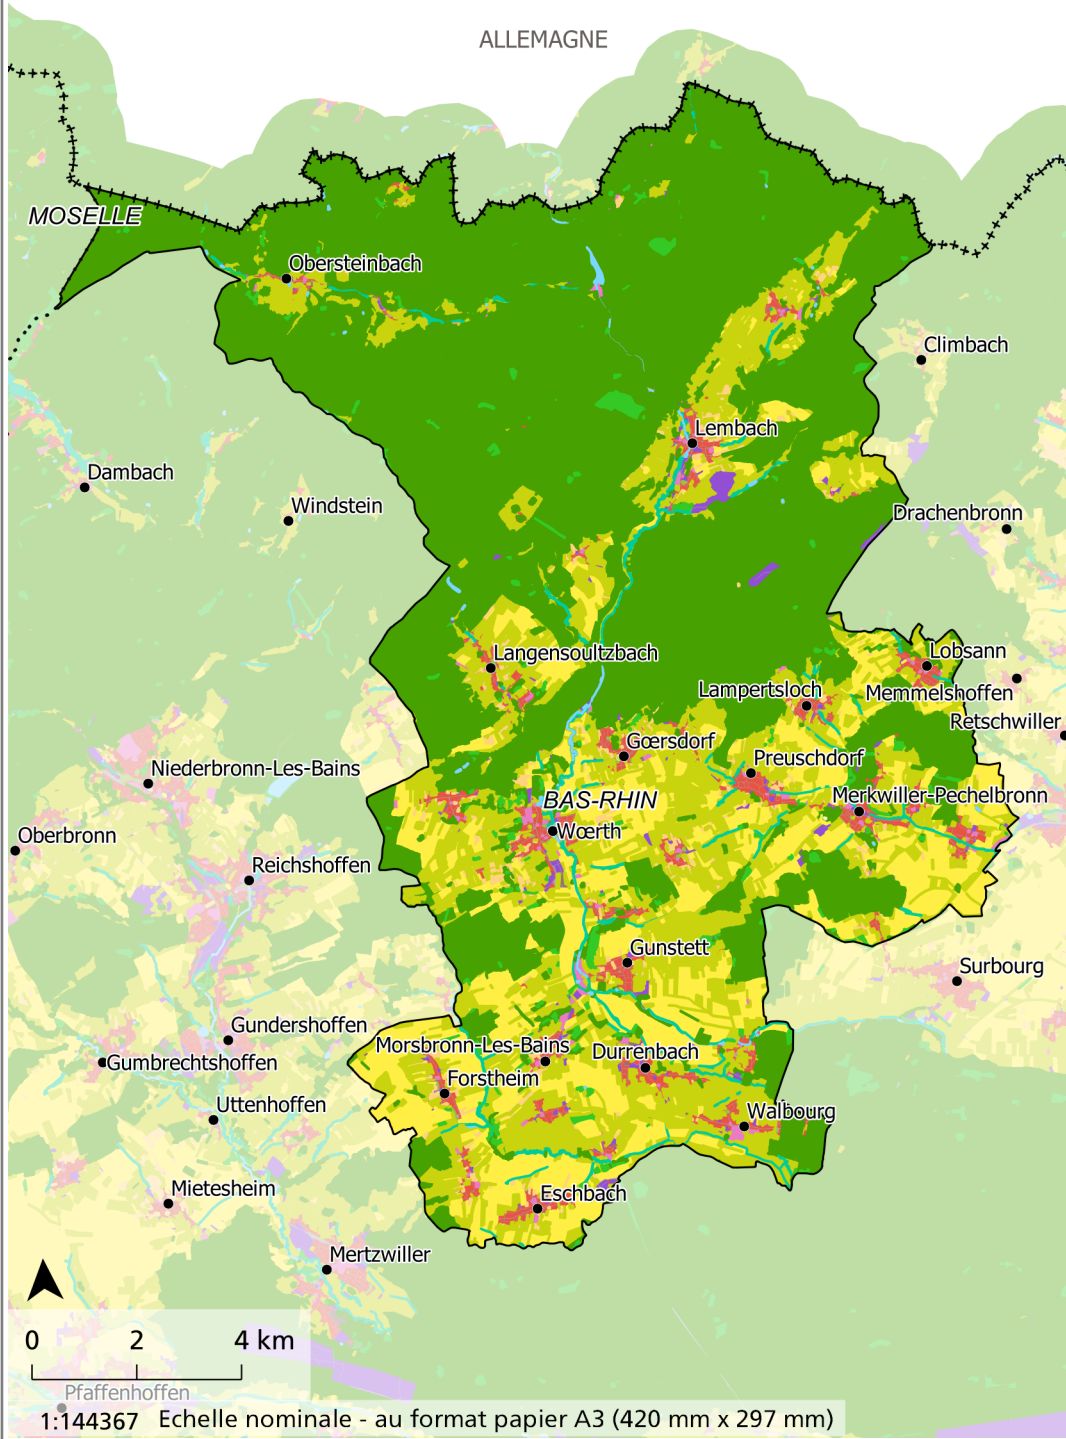 ALLEMAGNE
MOSELLE
Obersteinbach
Climbach
Lembach
Dambach
Windstein
Drachenbronn
Langensoultzbach
Lobsann
Lampertsloch
Memmelshoffen
Retschwiller
Gœrsdorf
Preuschdorf
Niederbronn-Les-Bains
BAS-RHIN
Merkwiller-Pechelbronn
Oberbronn
Wœrth
Reichshoffen
Gunstett
Surbourg
Gundershoffen
Morsbronn-Les-Bains
Durrenbach
Gumbrechtshoffen
Forstheim
Uttenhoffen
Walbourg
Mietesheim
Eschbach
Mertzwiller
0 2 4 km
Pfaffenhoffen
1:144367 Echelle nominale - au format papier A3 (420 mm x 297 mm)